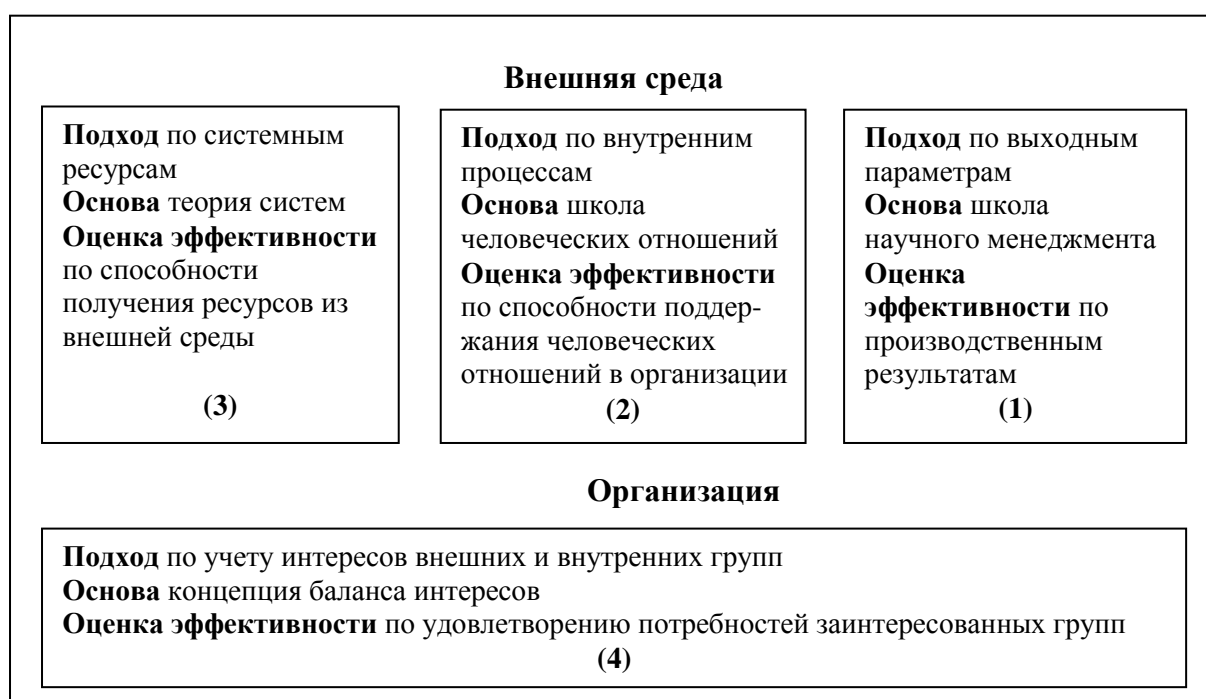 Внешняя среда
Подход по системным
ресурсам
Основа теория систем
Оценка эффективности
по способности
получения ресурсов из
внешней среды
(3)
Подход по внутренним
процессам
Основа школа
человеческих отношений
Оценка эффективности
по способности поддер-
жания человеческих
отношений в организации
(2)
Подход по выходным
параметрам
Основа школа
научного менеджмента
Оценка
эффективности по
производственным
результатам
(1)
Организация
Подход по учету интересов внешних и внутренних групп
Основа концепция баланса интересов
Оценка эффективности по удовлетворению потребностей заинтересованных групп
(4)